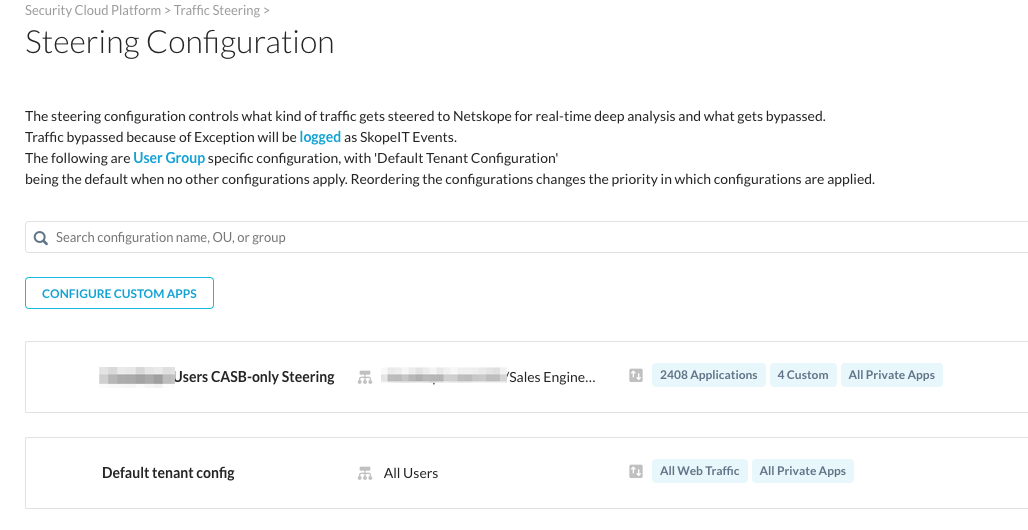 Security Cloud Platform > Traffic Steering >
Steering Configuration
The steering configuration controls what kind of traffic gets steered to Netskope for real-time deep analysis and what gets bypassed.
Traffic bypassed because of Exception will be logged as SkopeIT Events.
The following are User Group specific configuration, with 'Default Tenant Configuration'
being the default when no other configurations apply. Reordering the configurations changes the priority in which configurations are applied.
Search configuration name, OU, or group
CONFIGURE CUSTOM APPS
Users CASB-only Steering /Sales Engine... 2408 Applications 4 Custom All Private Apps
Default tenant config All Users All Web Traffic All Private Apps